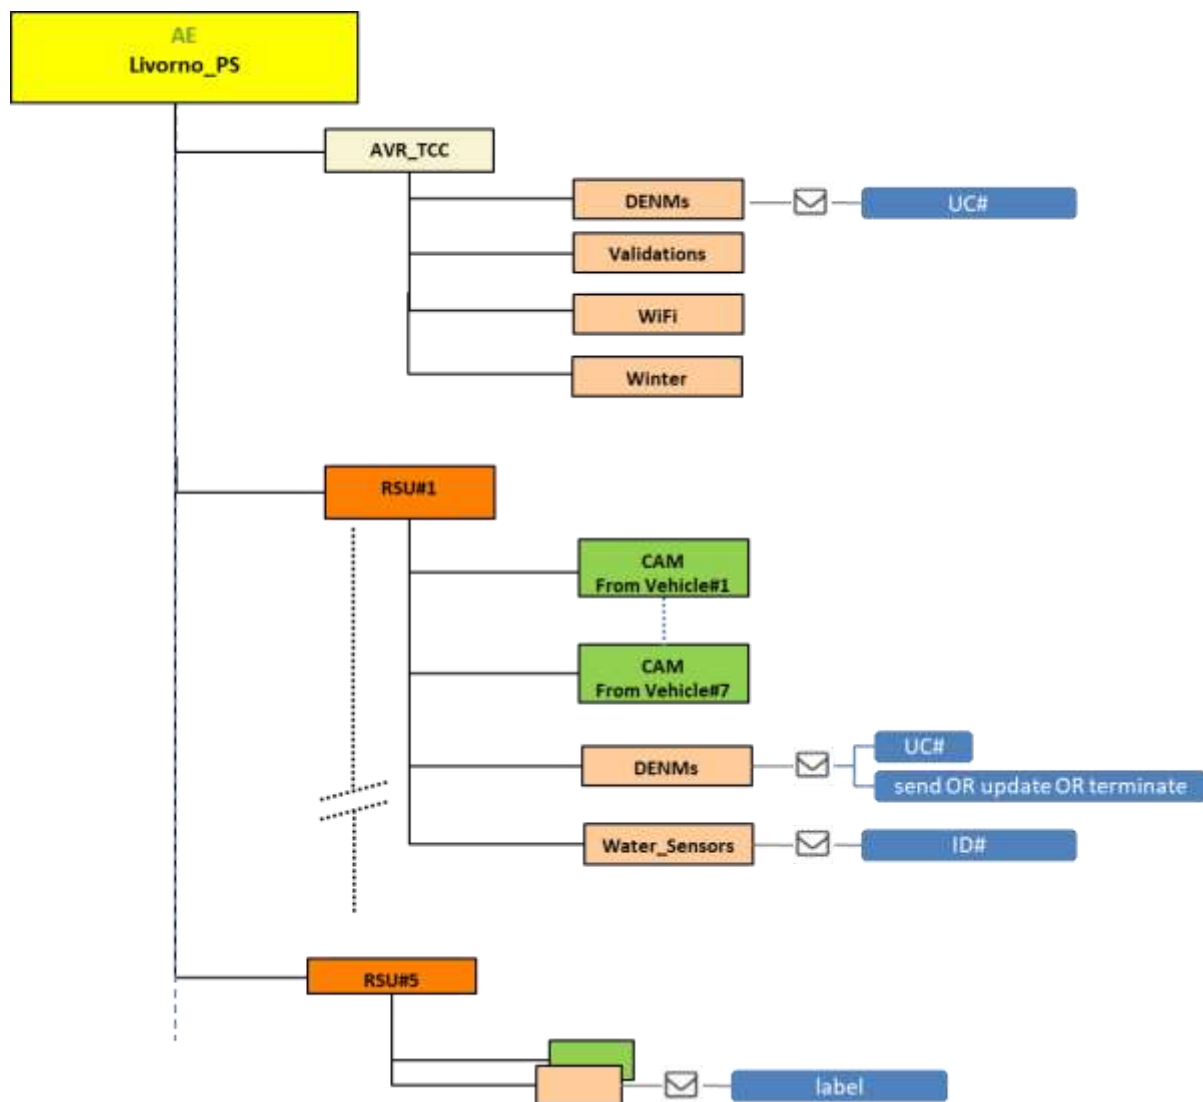 AE
Livorno_PS
AVR_TCC
DENMs
UC#
Validations
WiFi
Winter
RSU#1
CAM
From Vehicle#1
CAM
From Vehicle#7
DENMs
UC#
send OR update OR terminate
Water_Sensors
ID#
RSU#5
label